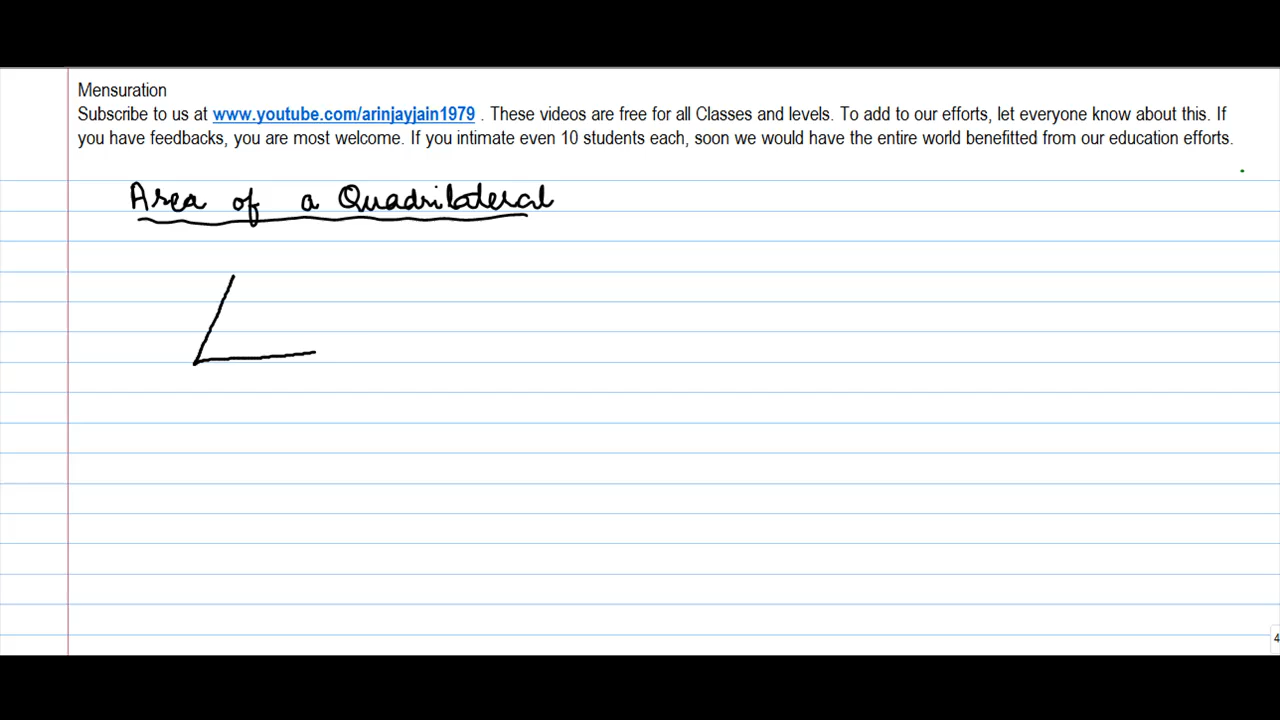 Mensuration
Subscribe to us at www.youtube.com/arinjayjain1979 . These videos are free for all Classes and levels. To add to our efforts, let everyone know about this. If
you have feedbacks, you are most welcome. If you intimate even 10 students each, soon we would have the entire world benefitted from our education efforts.
Area of a Quadrilateral
4